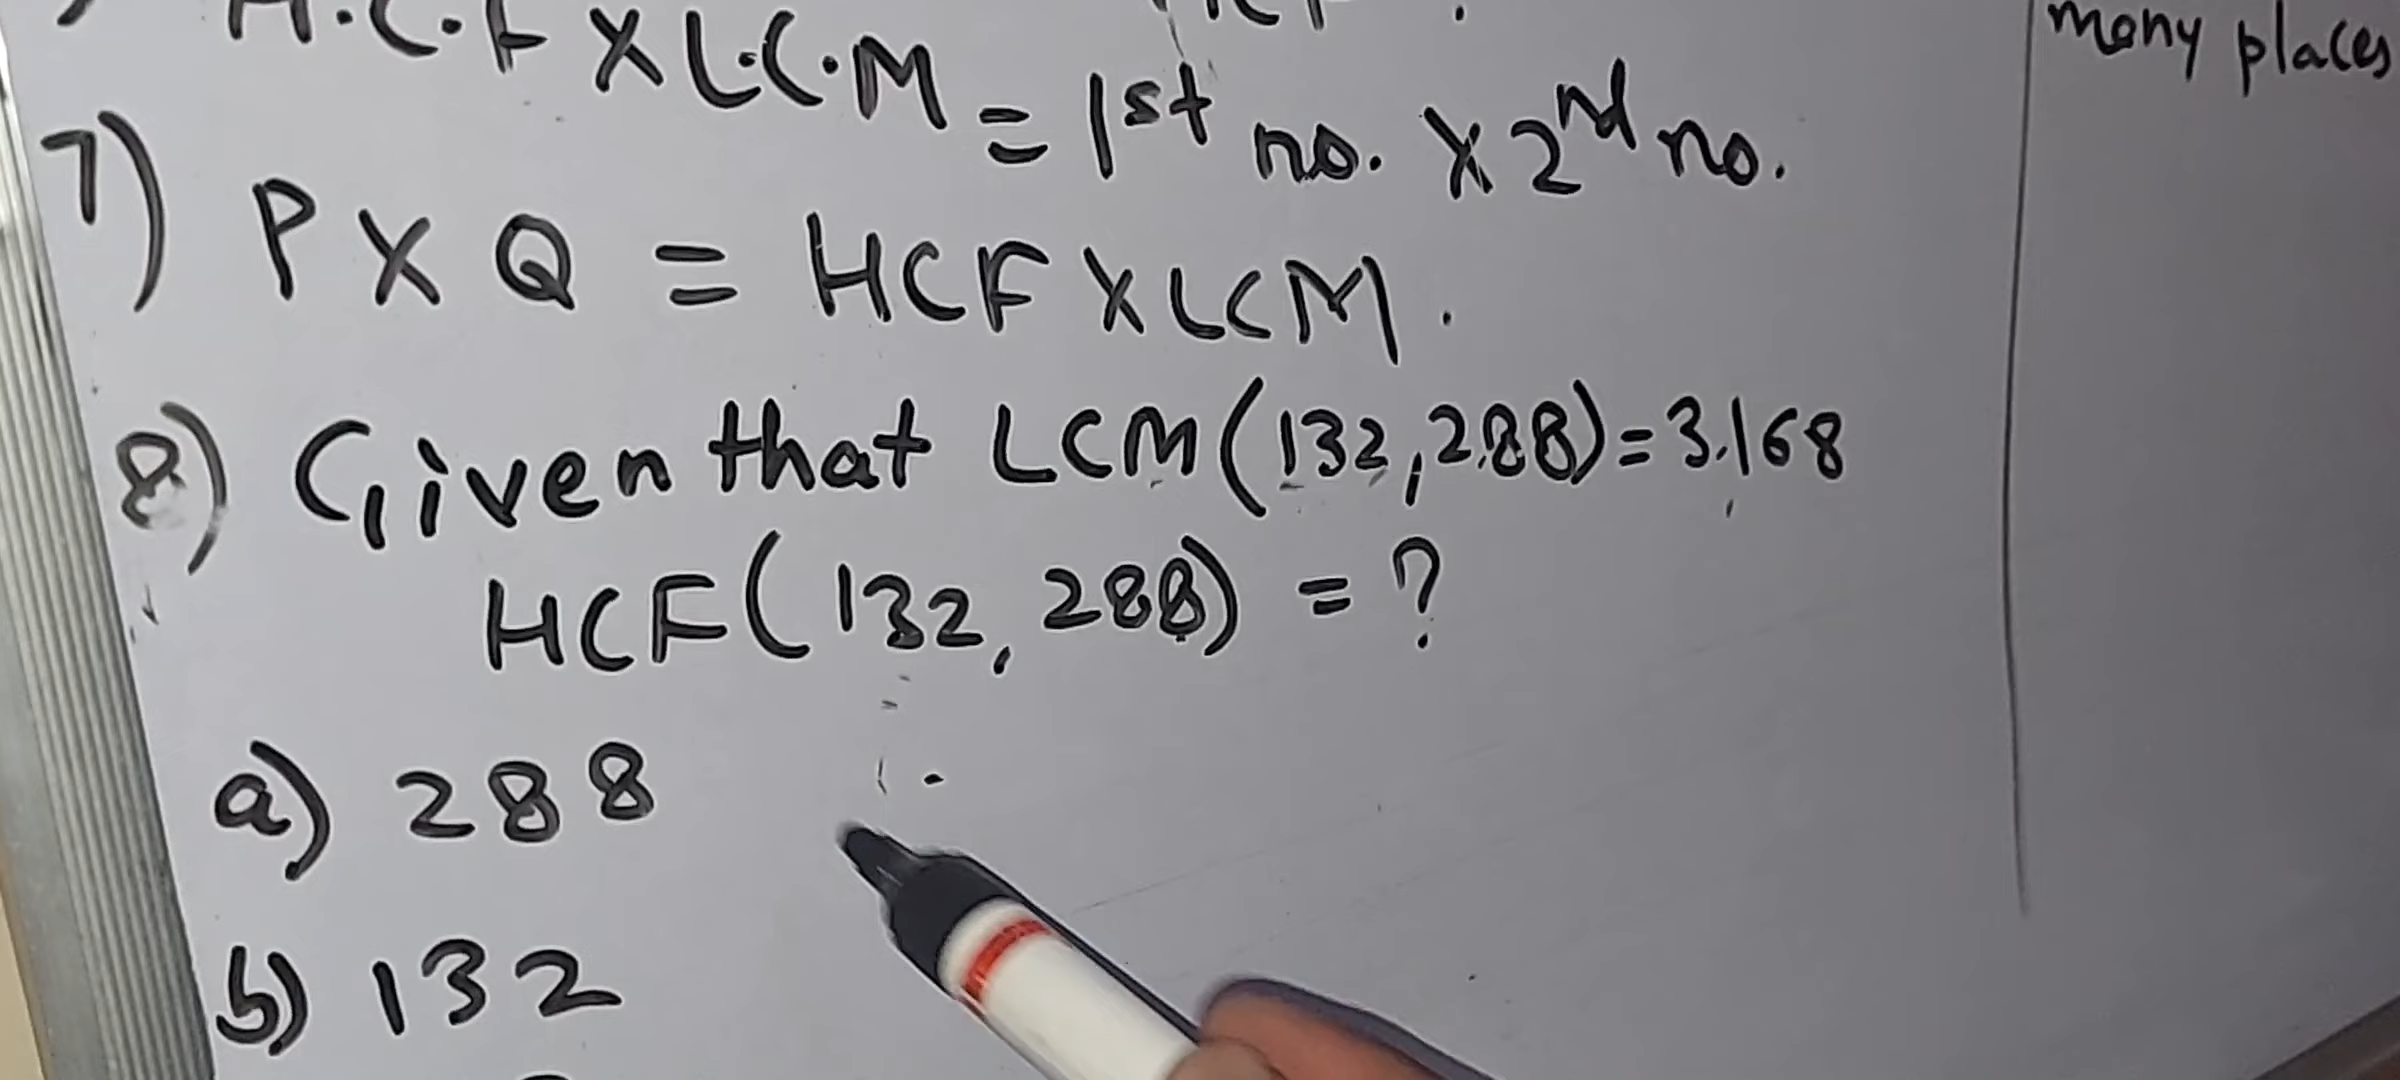 H.C.F X L.C.M = 1st no. X 2nd no.
7) P X Q = HCF X LCM.
8) Given that LCM(132,288)=3168
HCF(132,288) = ?
a) 288
b) 132
many places